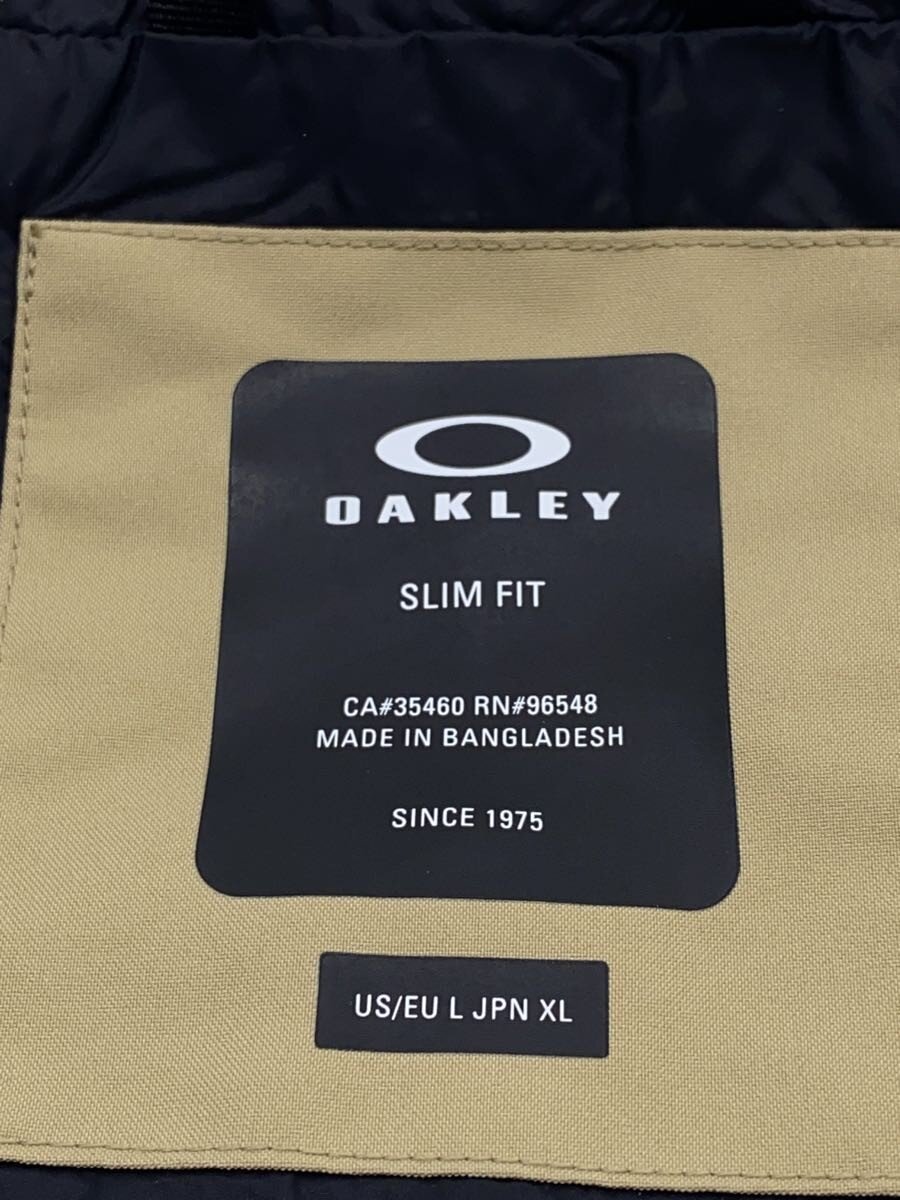 OAKLEY
SLIM FIT
CA#35460 RN#96548
MADE IN BANGLADESH
SINCE 1975
US/EU L JPN XL